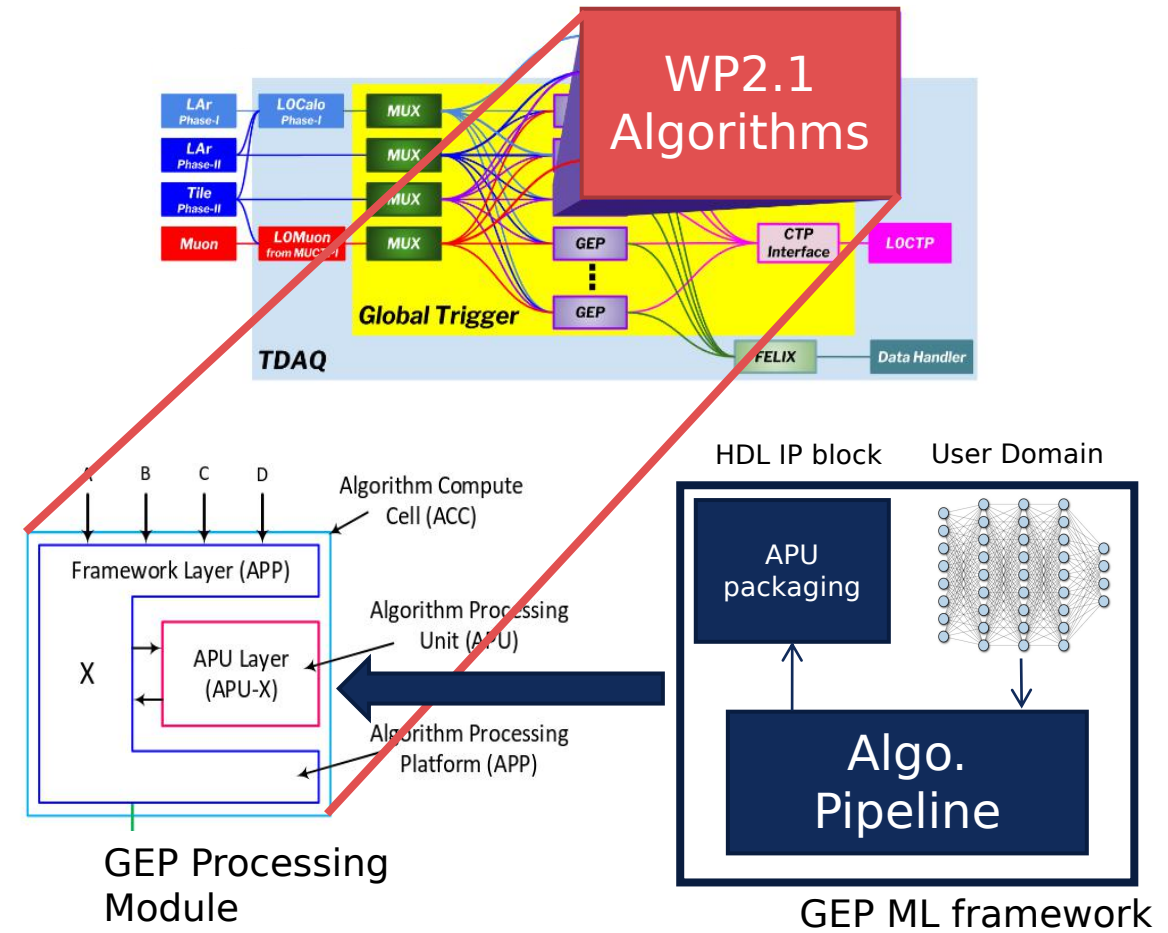 WP2.1
Algorithms
LAr
Phase-I
LOCalo
Phase-I
MUX
LAr
Phase-II
MUX
Tile
Phase-II
MUX
Muon
LOMuon
from MUCTPI
MUX
GEP
CTP
Interface
LOCTP
GEP
Global Trigger
TDAQ
FELIX
Data Handler
A
B
C
D
Algorithm Compute
Cell (ACC)
Framework Layer (APP)
Algorithm Processing
Unit (APU)
X
APU Layer
(APU-X)
Algorithm Processing
Platform (APP)
GEP Processing
Module
HDL IP block
User Domain
APU
packaging
Algo.
Pipeline
GEP ML framework